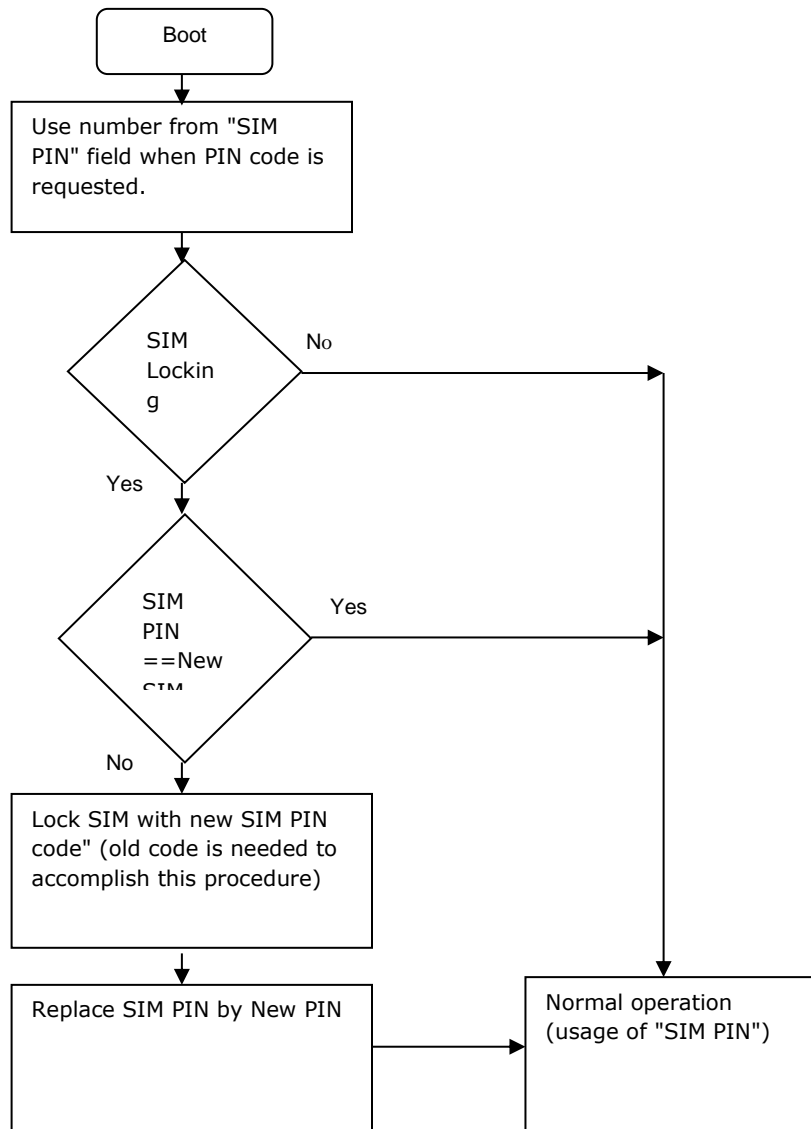 Boot
Use number from "SIM
PIN" field when PIN code is
requested.
SIM
Lockin
g
No
Yes
SIM
PIN
==New
SIM
Yes
No
Lock SIM with new SIM PIN
code" (old code is needed to
accomplish this procedure)
Replace SIM PIN by New PIN
Normal operation
(usage of "SIM PIN")